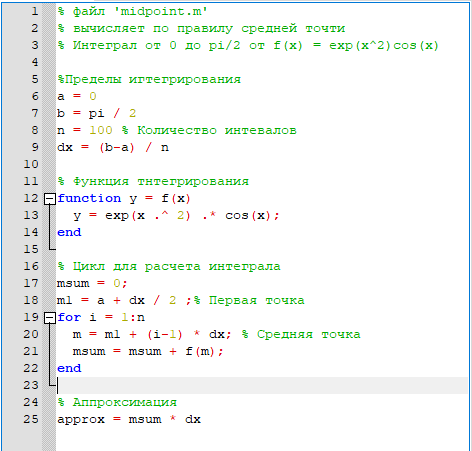 1 % файл 'midpoint.m'
2 % вычисляет по правилу средней точти
3 % Интеграл от 0 до pi/2 от f(x) = exp(x^2)cos(x)
4
5 %Пределы игтегрирования
6 a = 0
7 b = pi / 2
8 n = 100 % Количество интевалов
9 dx = (b-a) / n
10
11 % Функция тнтегрирования
12 function y = f(x)
13 y = exp(x .^ 2) .* cos(x);
14 end
15
16 % Цикл для расчета интеграла
17 msum = 0;
18 m1 = a + dx / 2 ;% Первая точка
19 for i = 1:n
20 m = m1 + (i-1) * dx; % Средняя точка
21 msum = msum + f(m);
22 end
23
24 % Аппроксимация
25 approx = msum * dx